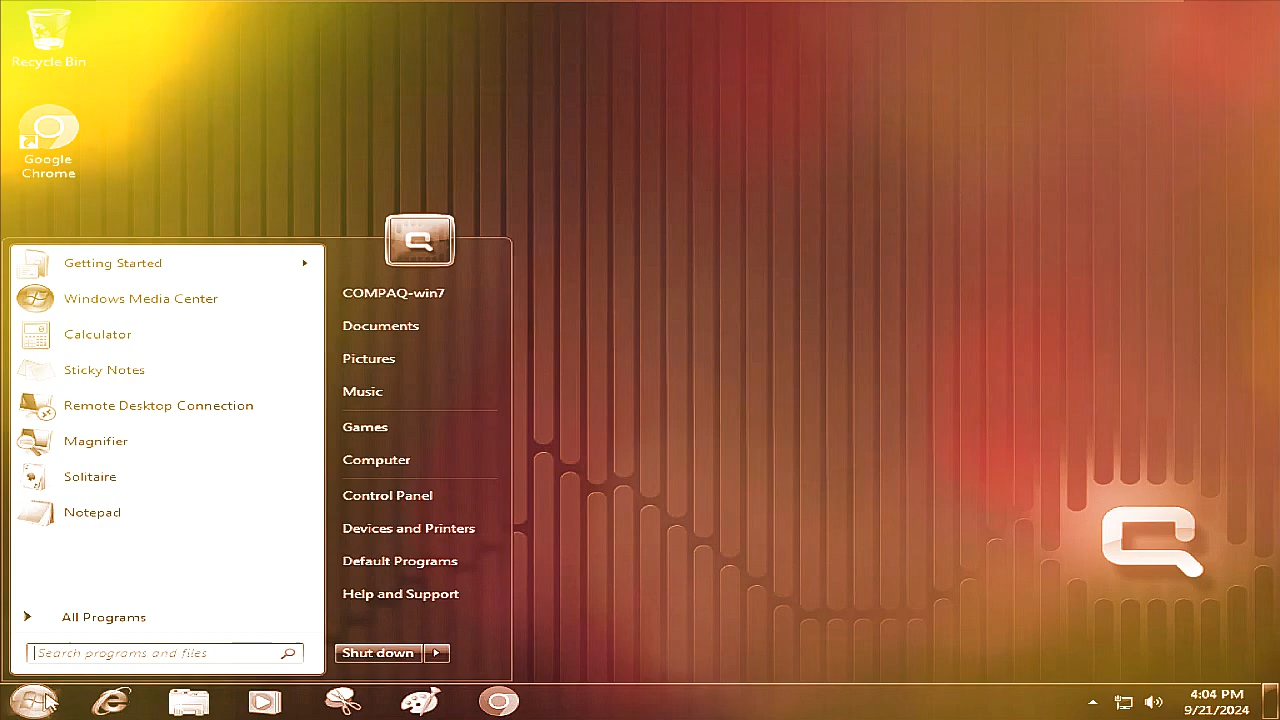 Recycle Bin
Google
Chrome
Getting Started
Windows Media Center
Calculator
Sticky Notes
Remote Desktop Connection
Magnifier
Solitaire
Notepad
All Programs
Search programs and files
COMPAQ-win7
Documents
Pictures
Music
Games
Computer
Control Panel
Devices and Printers
Default Programs
Help and Support
Shut down
4:04 PM
9/21/2024